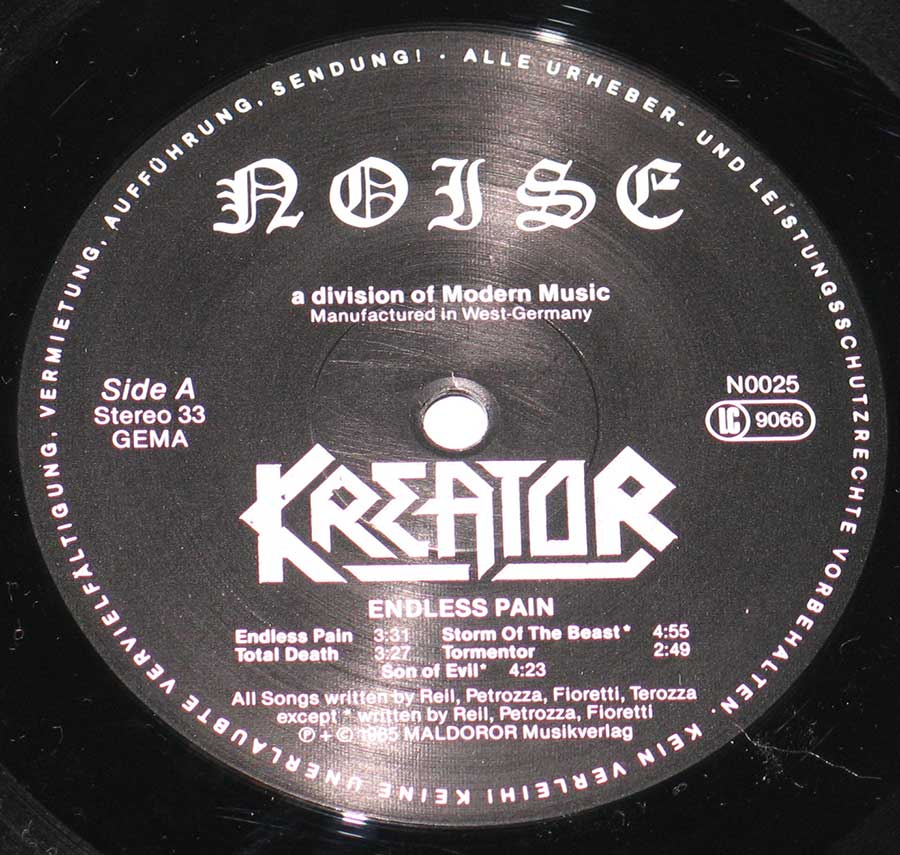 NOISE
a division of Modern Music
Manufactured in West-Germany
Side A
Stereo 33
GEMA
N0025
LC 9066
KREATOR
ENDLESS PAIN
Endless Pain 3:31 Storm Of The Beast* 4:55
Total Death 3:27 Tormentor 2:49
Son of Evil* 4:23
All Songs written by Reil, Petrozza, Fioretti, Terozza
except * written by Reil, Petrozza, Fioretti
℗ + © 1985 MALDOROR Musikverlag
· ALLE URHEBER- UND LEISTUNGSSCHUTZRECHTE VORBEHALTEN. KEIN VERLEIH! KEINE UNERLAUBTE VERVIELFÄLTIGUNG, VERMIETUNG, AUFFÜHRUNG, SENDUNG!